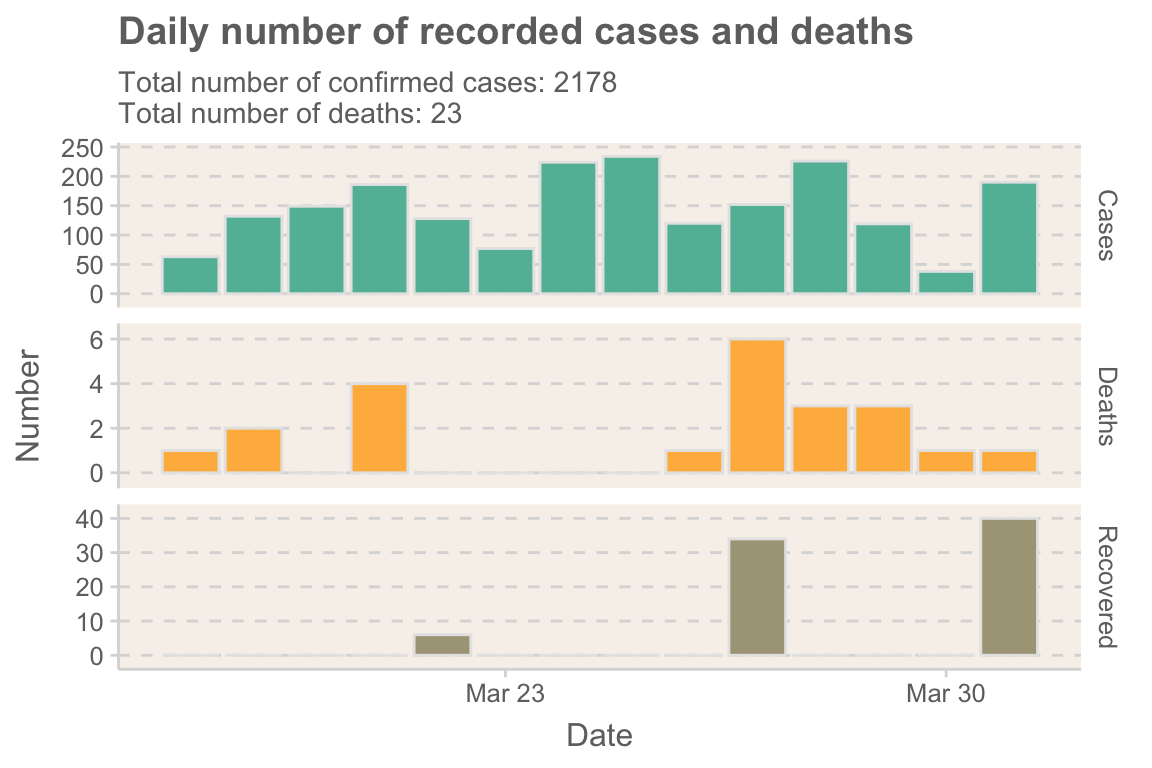 Daily number of recorded cases and deaths
Total number of confirmed cases: 2178
Total number of deaths: 23
250
200
150
100
50
0
Cases
6
4
2
0
Deaths
40
30
20
10
0
Recovered
Number
Mar 23
Mar 30
Date